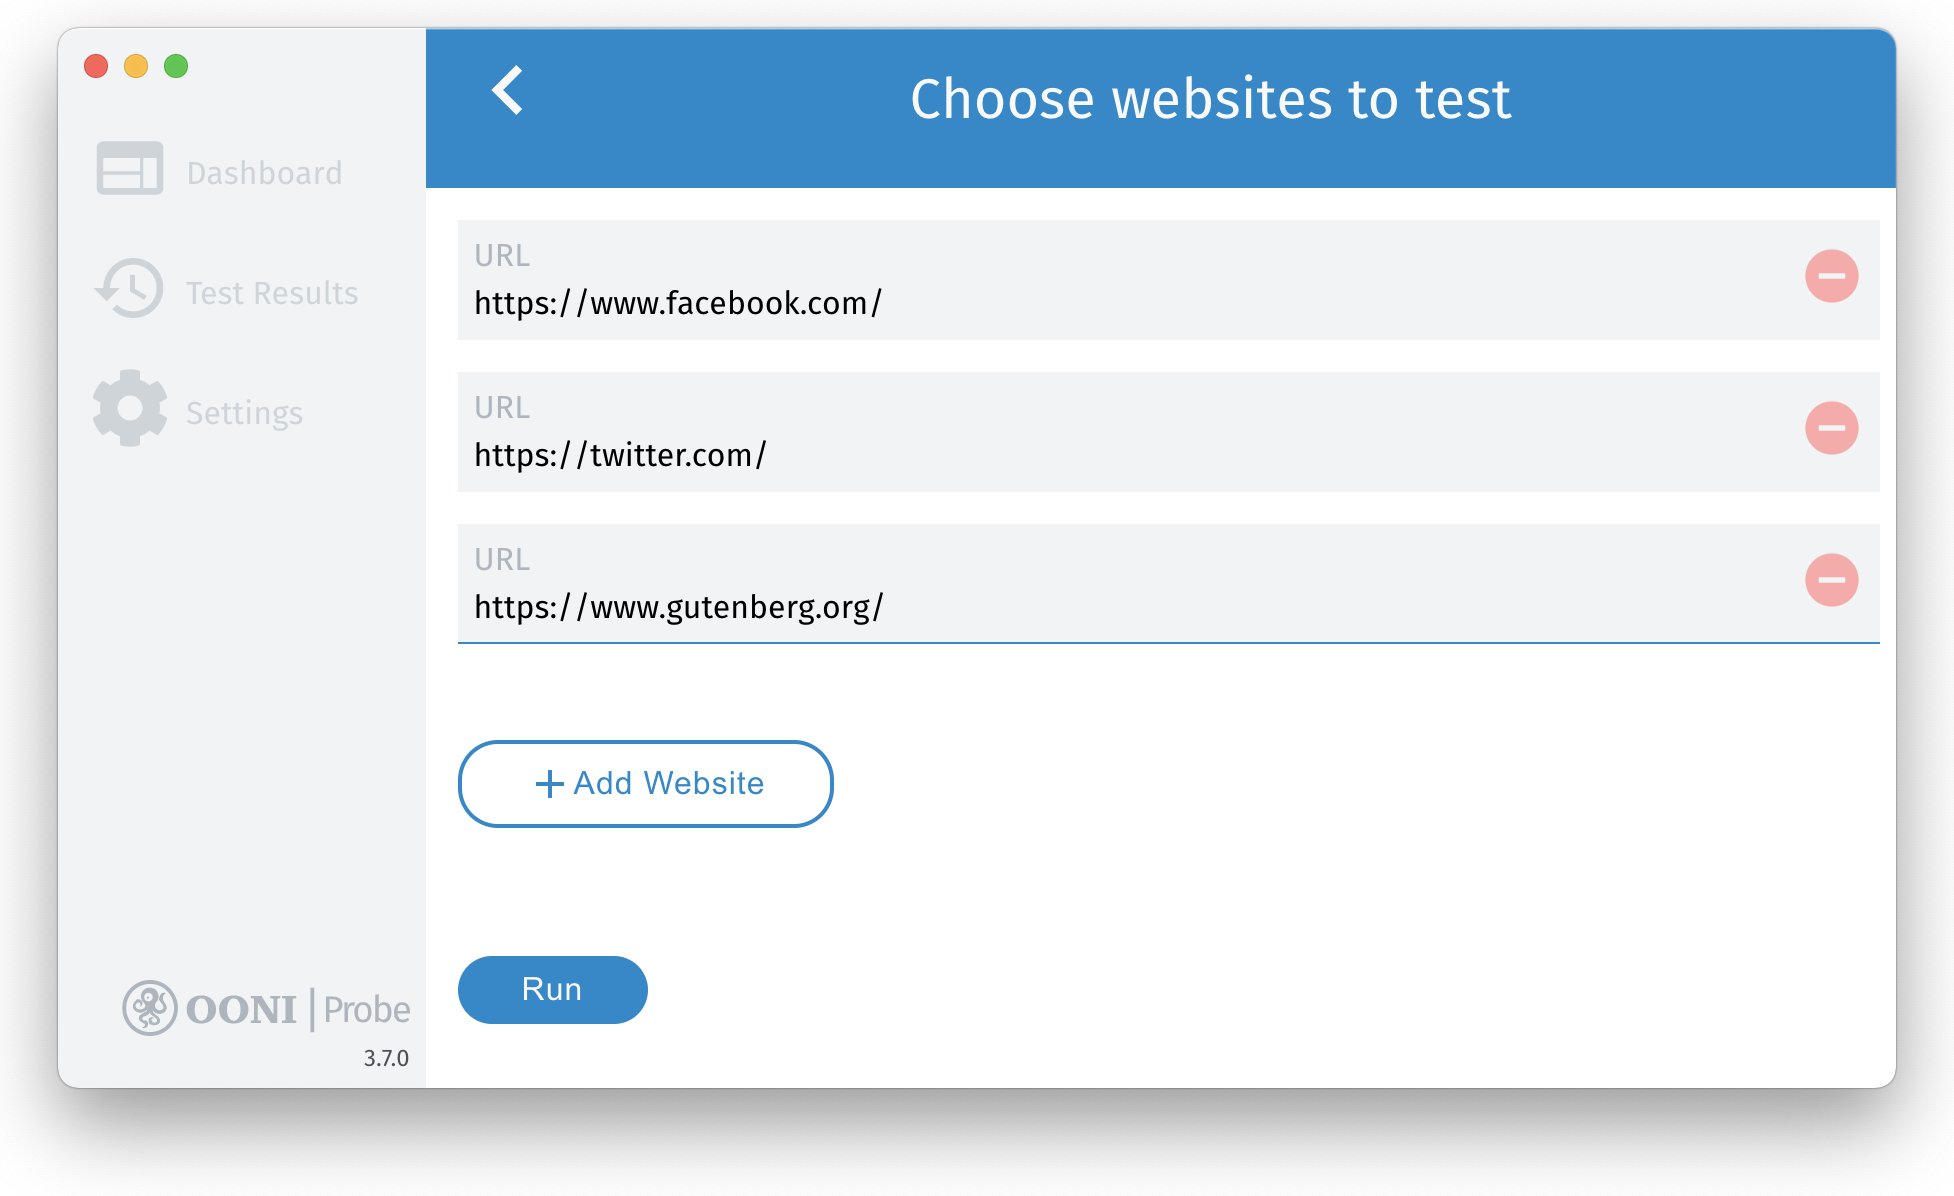 Choose websites to test
Dashboard
Test Results
Settings
URL
https://www.facebook.com/
URL
https://twitter.com/
URL
https://www.gutenberg.org/
+ Add Website
Run
OONI | Probe
3.7.0